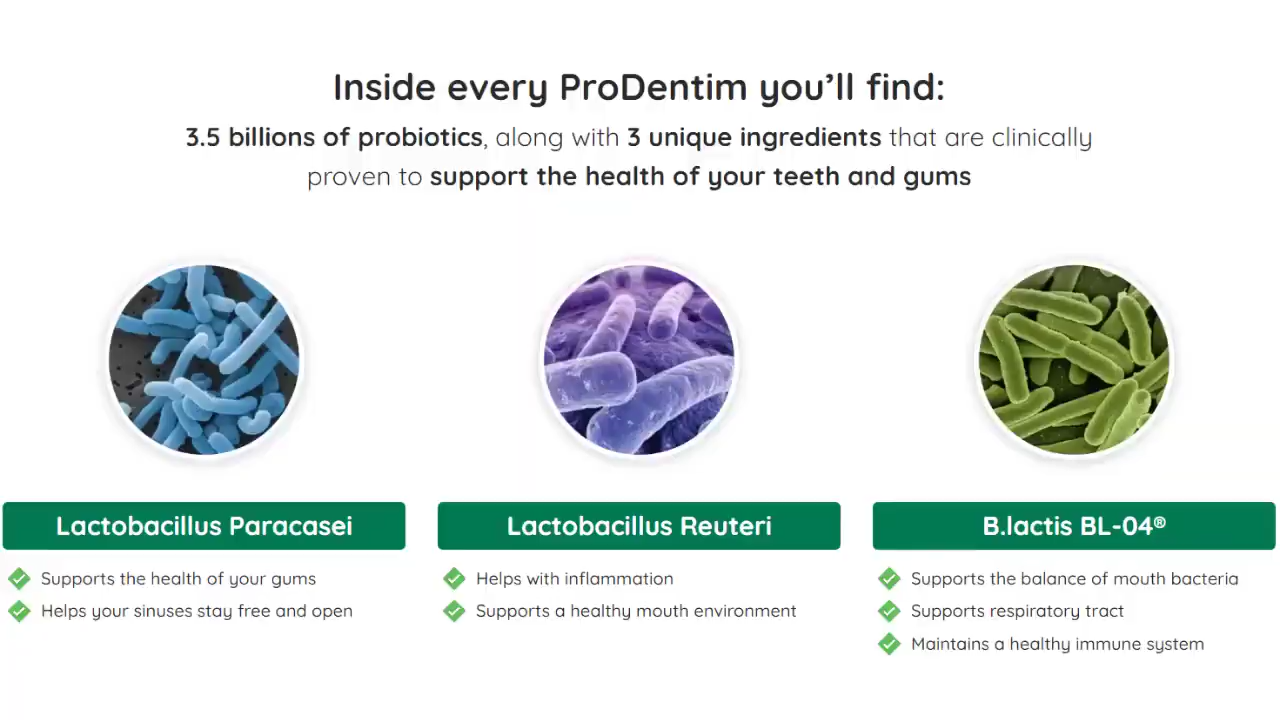 Inside every ProDentim you’ll find:
3.5 billions of probiotics, along with 3 unique ingredients that are clinically
proven to support the health of your teeth and gums
Lactobacillus Paracasei
Supports the health of your gums
Helps your sinuses stay free and open
Lactobacillus Reuteri
Helps with inflammation
Supports a healthy mouth environment
B.lactis BL-04®
Supports the balance of mouth bacteria
Supports respiratory tract
Maintains a healthy immune system